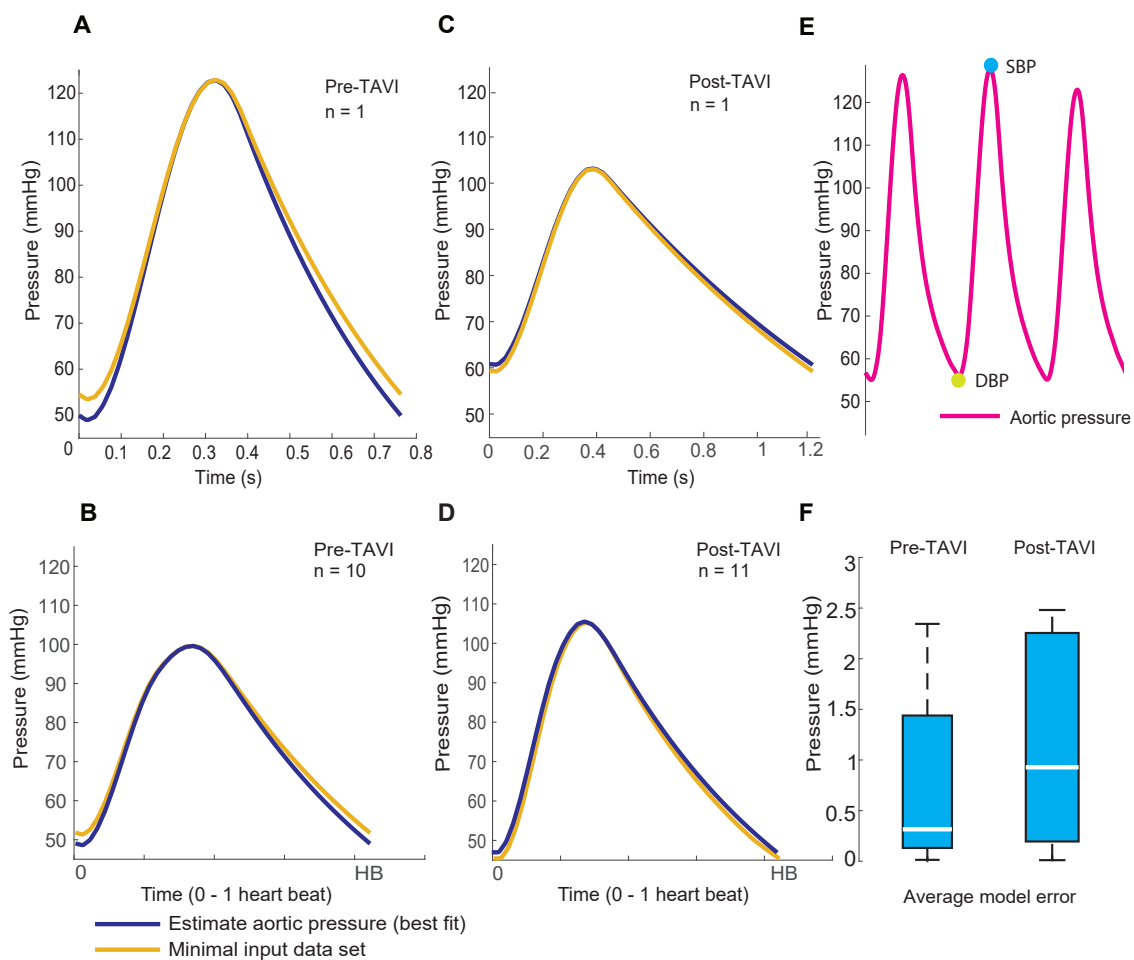 A
Pre-TAVI
n = 1
Pressure (mmHg)
120
110
100
90
80
70
60
50
0
0.1
0.2
0.3
0.4
0.5
0.6
0.7
0.8
Time (s)
C
Post-TAVI
n = 1
Pressure (mmHg)
120
110
100
90
80
70
60
50
0
0.2
0.4
0.6
0.8
1
1.2
Time (s)
E
SBP
DBP
Pressure (mmHg)
120
110
100
90
80
70
60
50
Aortic pressure
B
Pre-TAVI
n = 10
Pressure (mmHg)
120
110
100
90
80
70
60
50
0
HB
Time (0 - 1 heart beat)
D
Post-TAVI
n = 11
Pressure (mmHg)
120
110
100
90
80
70
60
50
0
HB
Time (0 - 1 heart beat)
F
Pre-TAVI
Post-TAVI
Pressure (mmHg)
3
2.5
2
1.5
1
0.5
0
Average model error
Estimate aortic pressure (best fit)
Minimal input data set